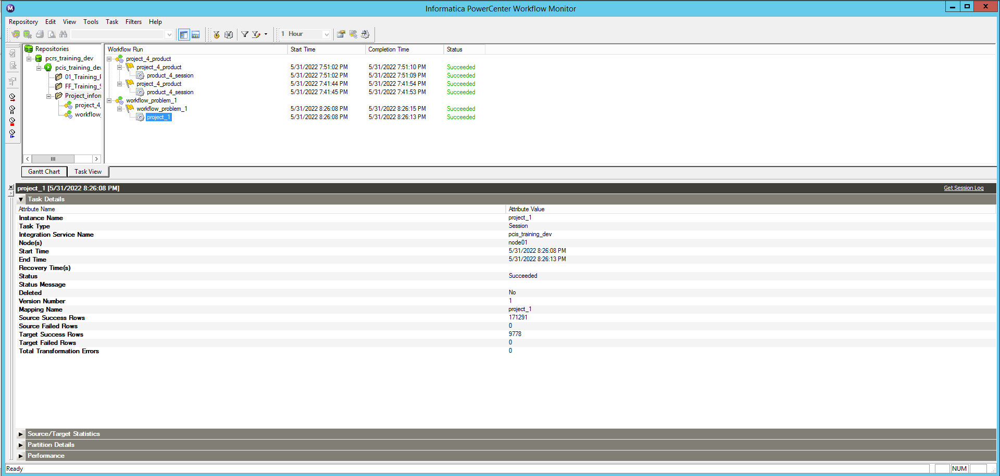 M
Informatica PowerCenter Workflow Monitor
Repository Edit View Tools Task Filters Help
1 Hour
Repositories
pcrs_training_dev
pcis_training_dev
01_Training_
FF_Training_
Project_infor
project_4_
workflow_
Workflow Run Start Time Completion Time Status
project_4_product
project_4_product 5/31/2022 7:51:02 PM 5/31/2022 7:51:10 PM Succeeded
product_4_session 5/31/2022 7:51:02 PM 5/31/2022 7:51:09 PM Succeeded
project_4_product 5/31/2022 7:41:44 PM 5/31/2022 7:41:54 PM Succeeded
product_4_session 5/31/2022 7:41:45 PM 5/31/2022 7:41:53 PM Succeeded
workflow_problem_1
workflow_problem_1 5/31/2022 8:26:08 PM 5/31/2022 8:26:15 PM Succeeded
project_1 5/31/2022 8:26:08 PM 5/31/2022 8:26:13 PM Succeeded
Gantt Chart Task View
project_1 [5/31/2022 8:26:08 PM] Get Session Log
Task Details
Attribute Name Attribute Value
Instance Name project_1
Task Type Session
Integration Service Name pcis_training_dev
Node(s) node01
Start Time 5/31/2022 8:26:08 PM
End Time 5/31/2022 8:26:13 PM
Recovery Time(s)
Status Succeeded
Status Message
Deleted No
Version Number 1
Mapping Name project_1
Source Success Rows 171291
Source Failed Rows 0
Target Success Rows 9778
Target Failed Rows 0
Total Transformation Errors 0
Source/Target Statistics
Partition Details
Performance
Ready NUM